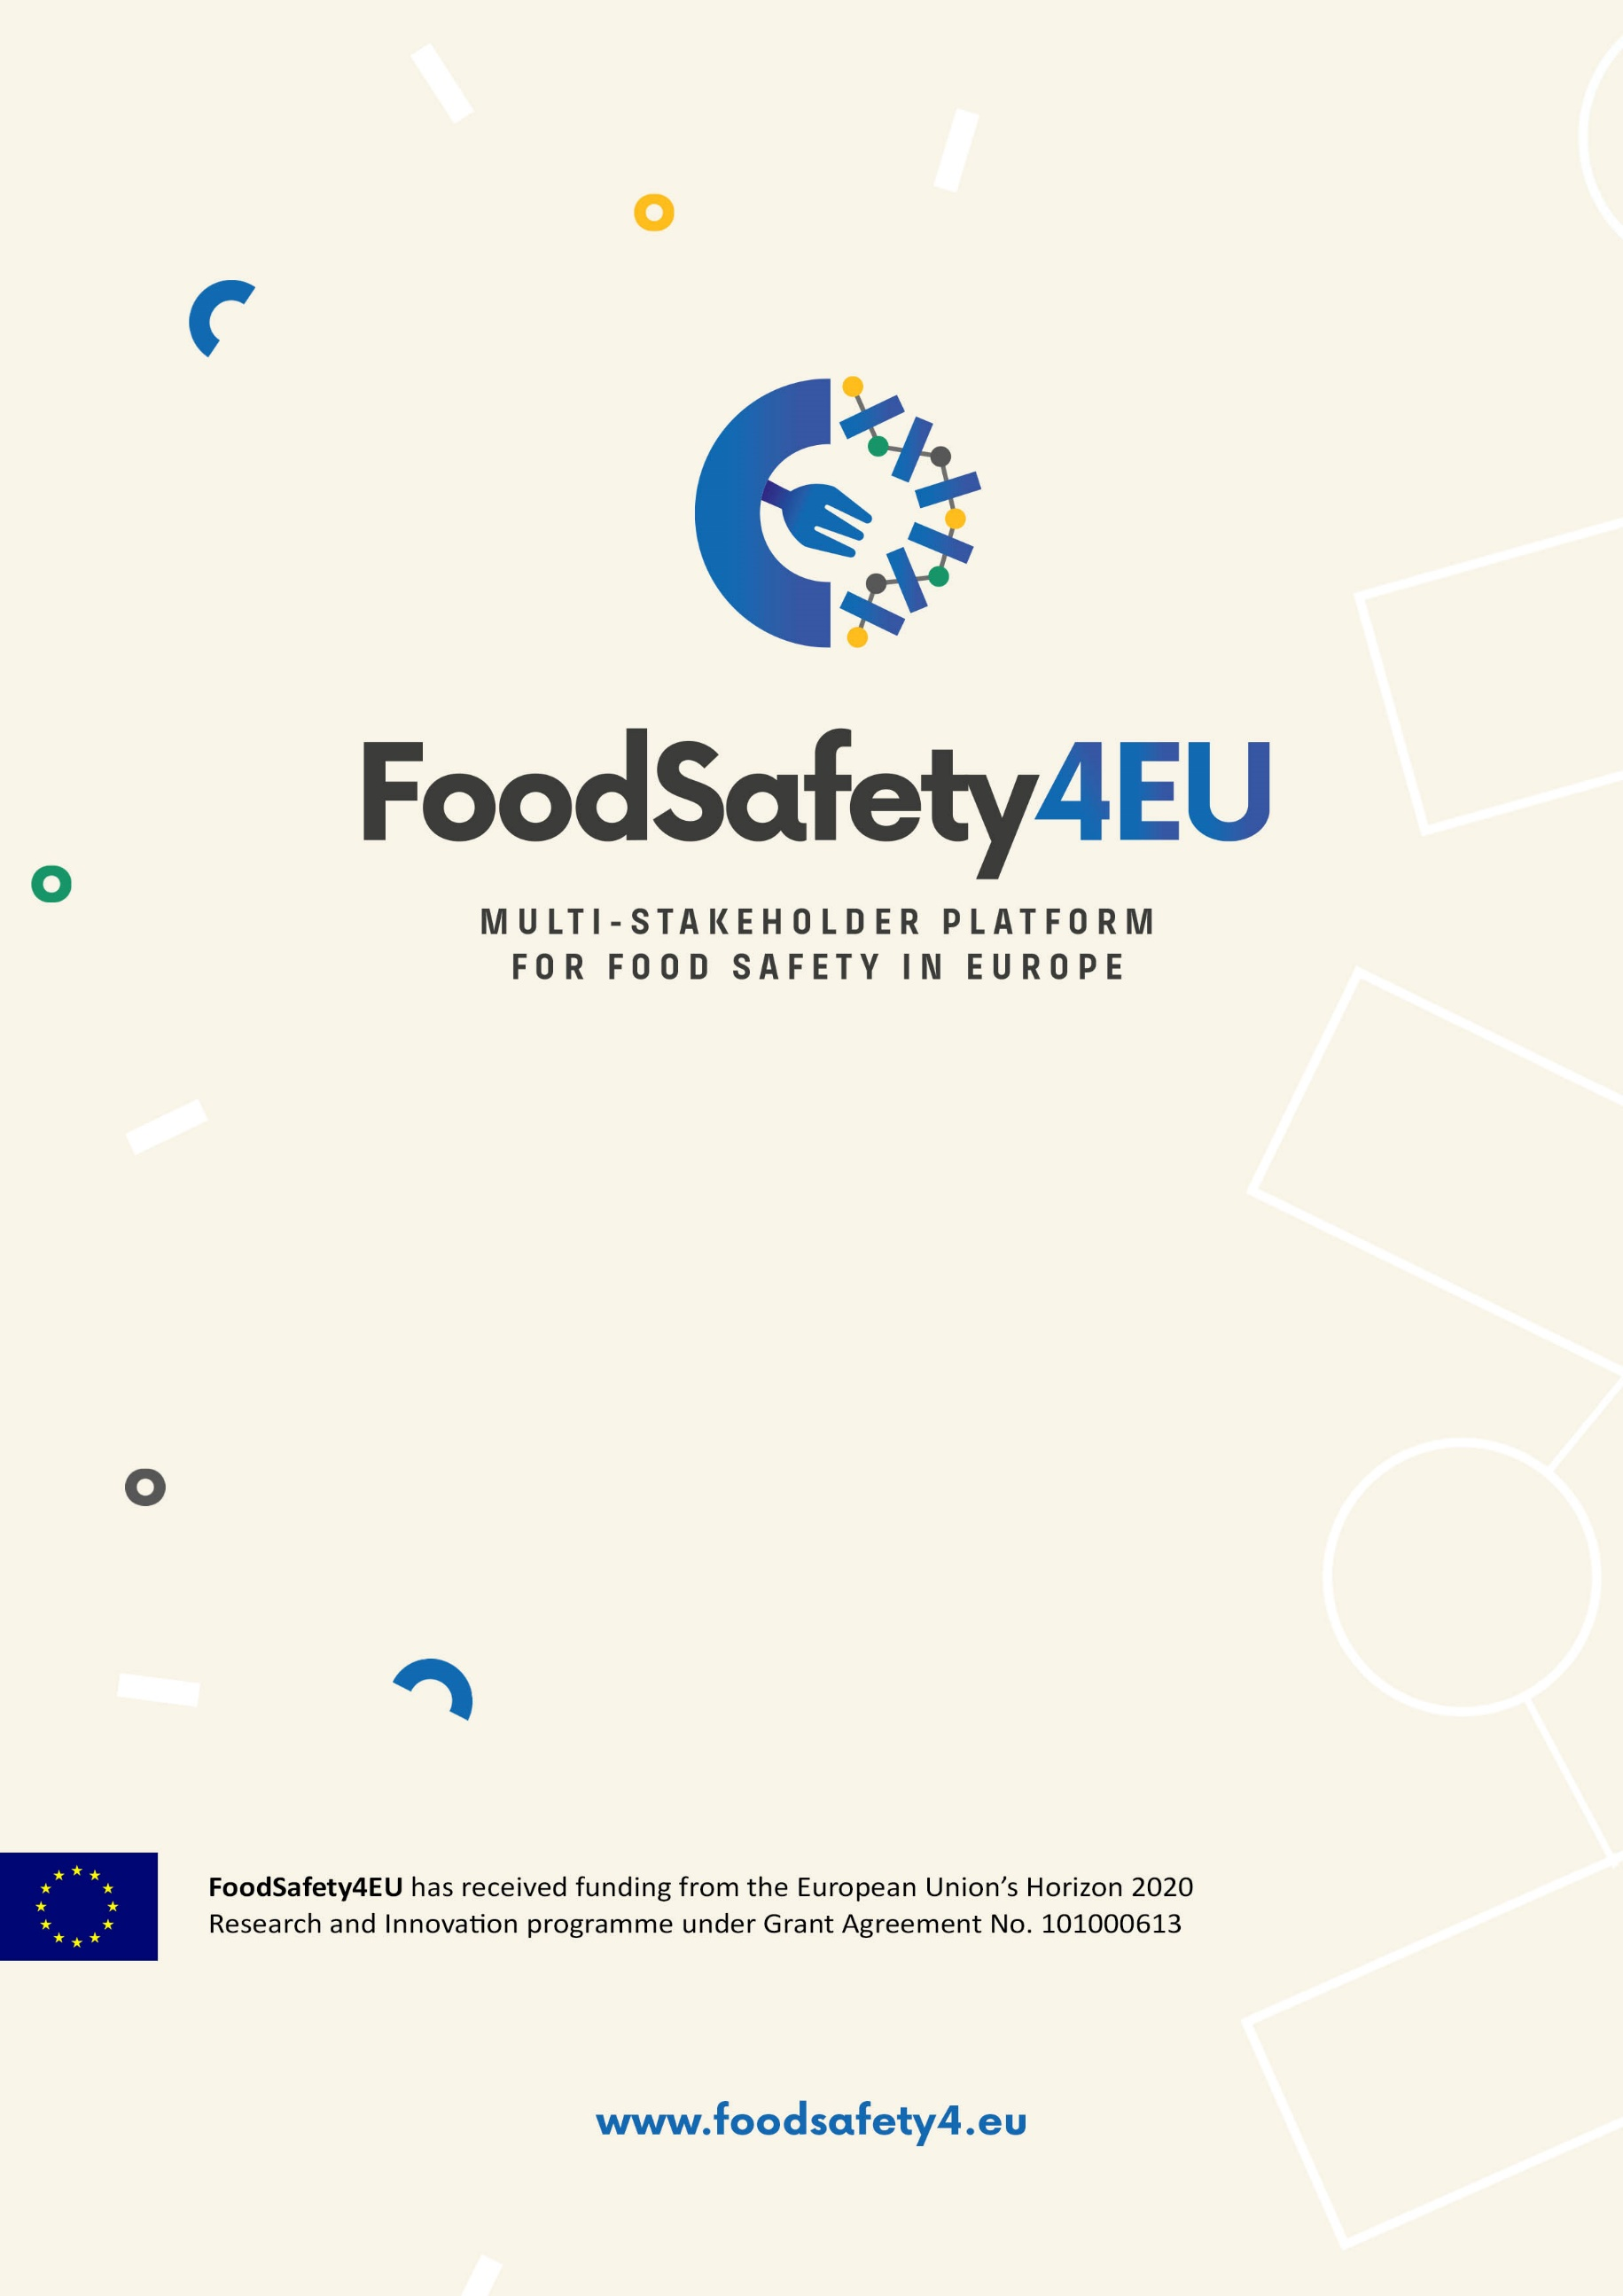 FoodSafety4EU
MULTI-STAKEHOLDER PLATFORM
FOR FOOD SAFETY IN EUROPE
FoodSafety4EU has received funding from the European Union’s Horizon 2020
Research and Innovation programme under Grant Agreement No. 101000613
www.foodsafety4.eu